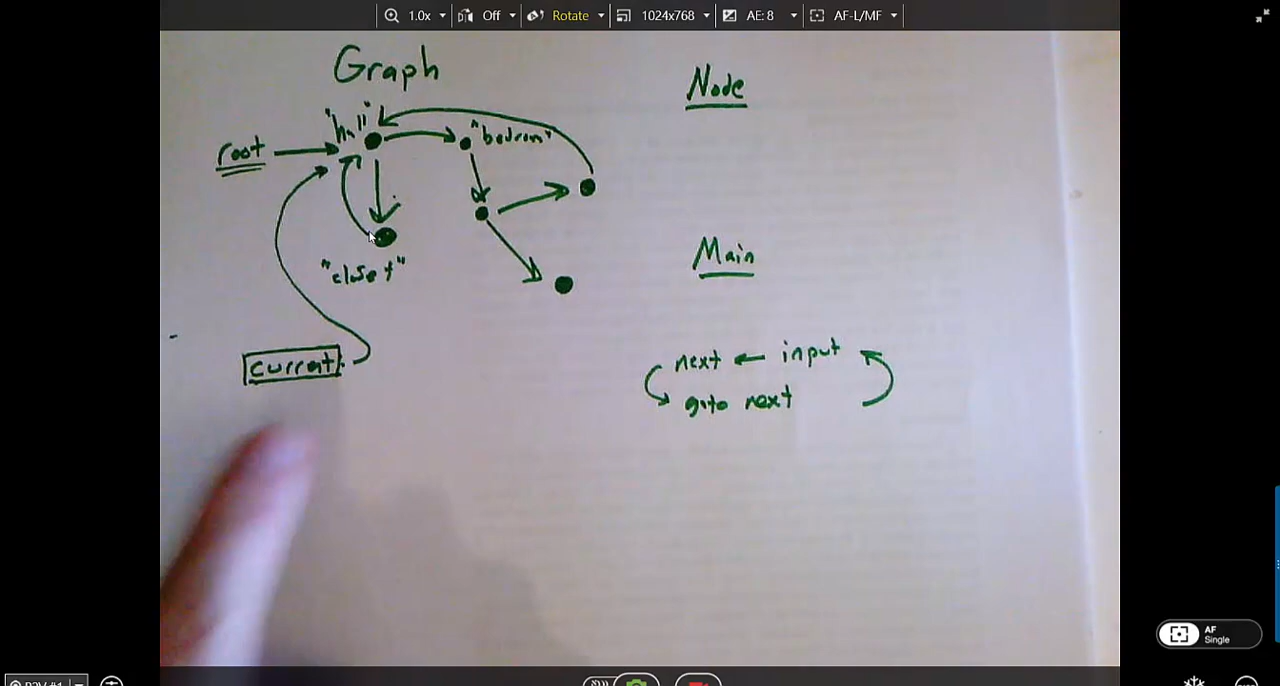 1.0x Off Rotate 1024x768 AE: 8 AF-L/MF
Graph
Node
"hall"
"bedroom"
root
"closet"
Main
current
next ← input
goto next
AF
Single